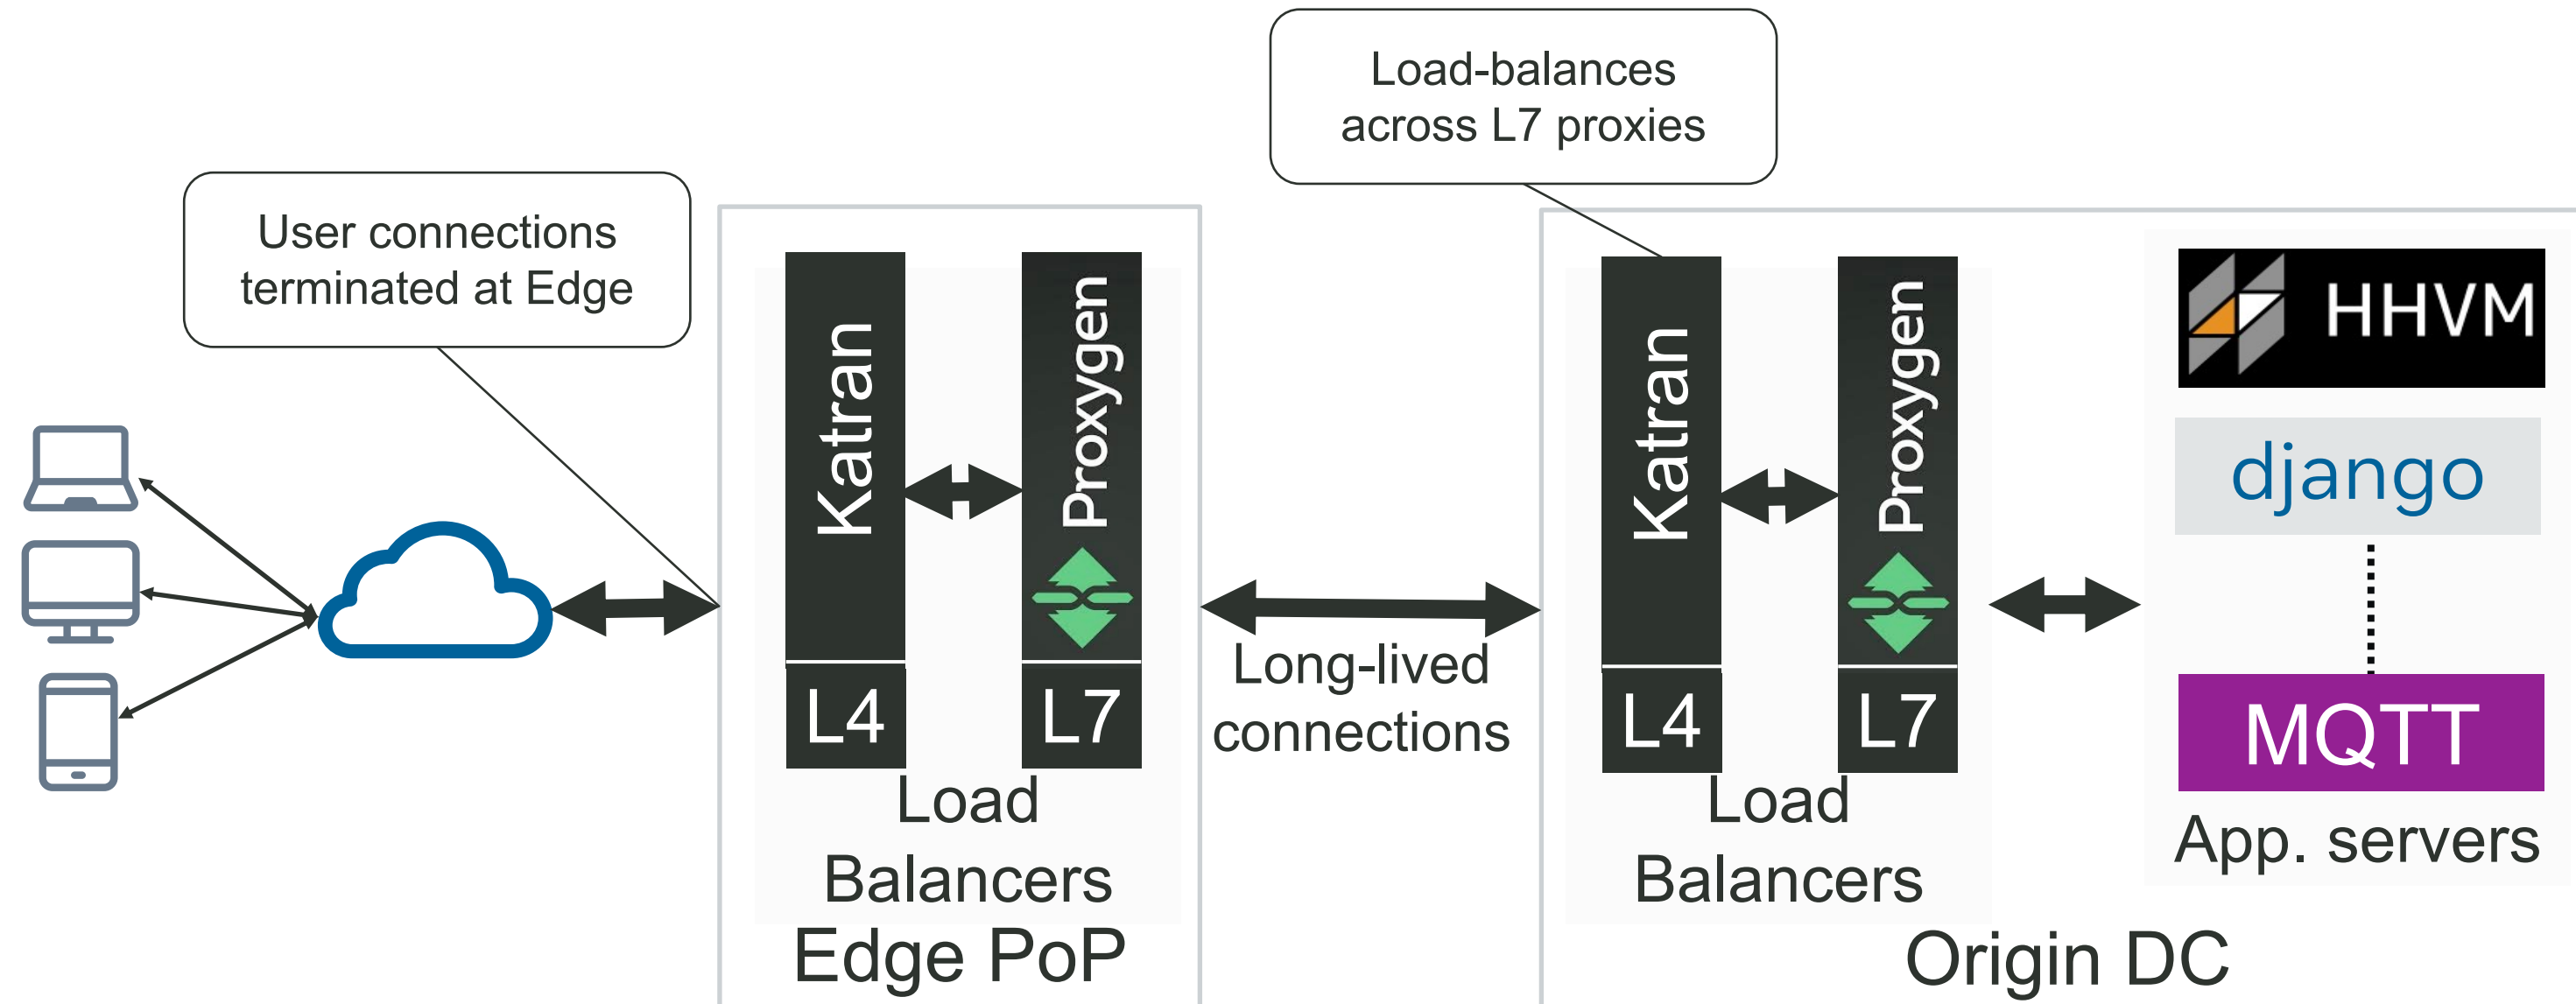 Load-balances
across L7 proxies
User connections
terminated at Edge
Katran
L4
Proxygen
L7
Load
Balancers
Edge PoP
Long-lived
connections
Katran
L4
Proxygen
L7
Load
Balancers
HHVM
django
MQTT
App. servers
Origin DC